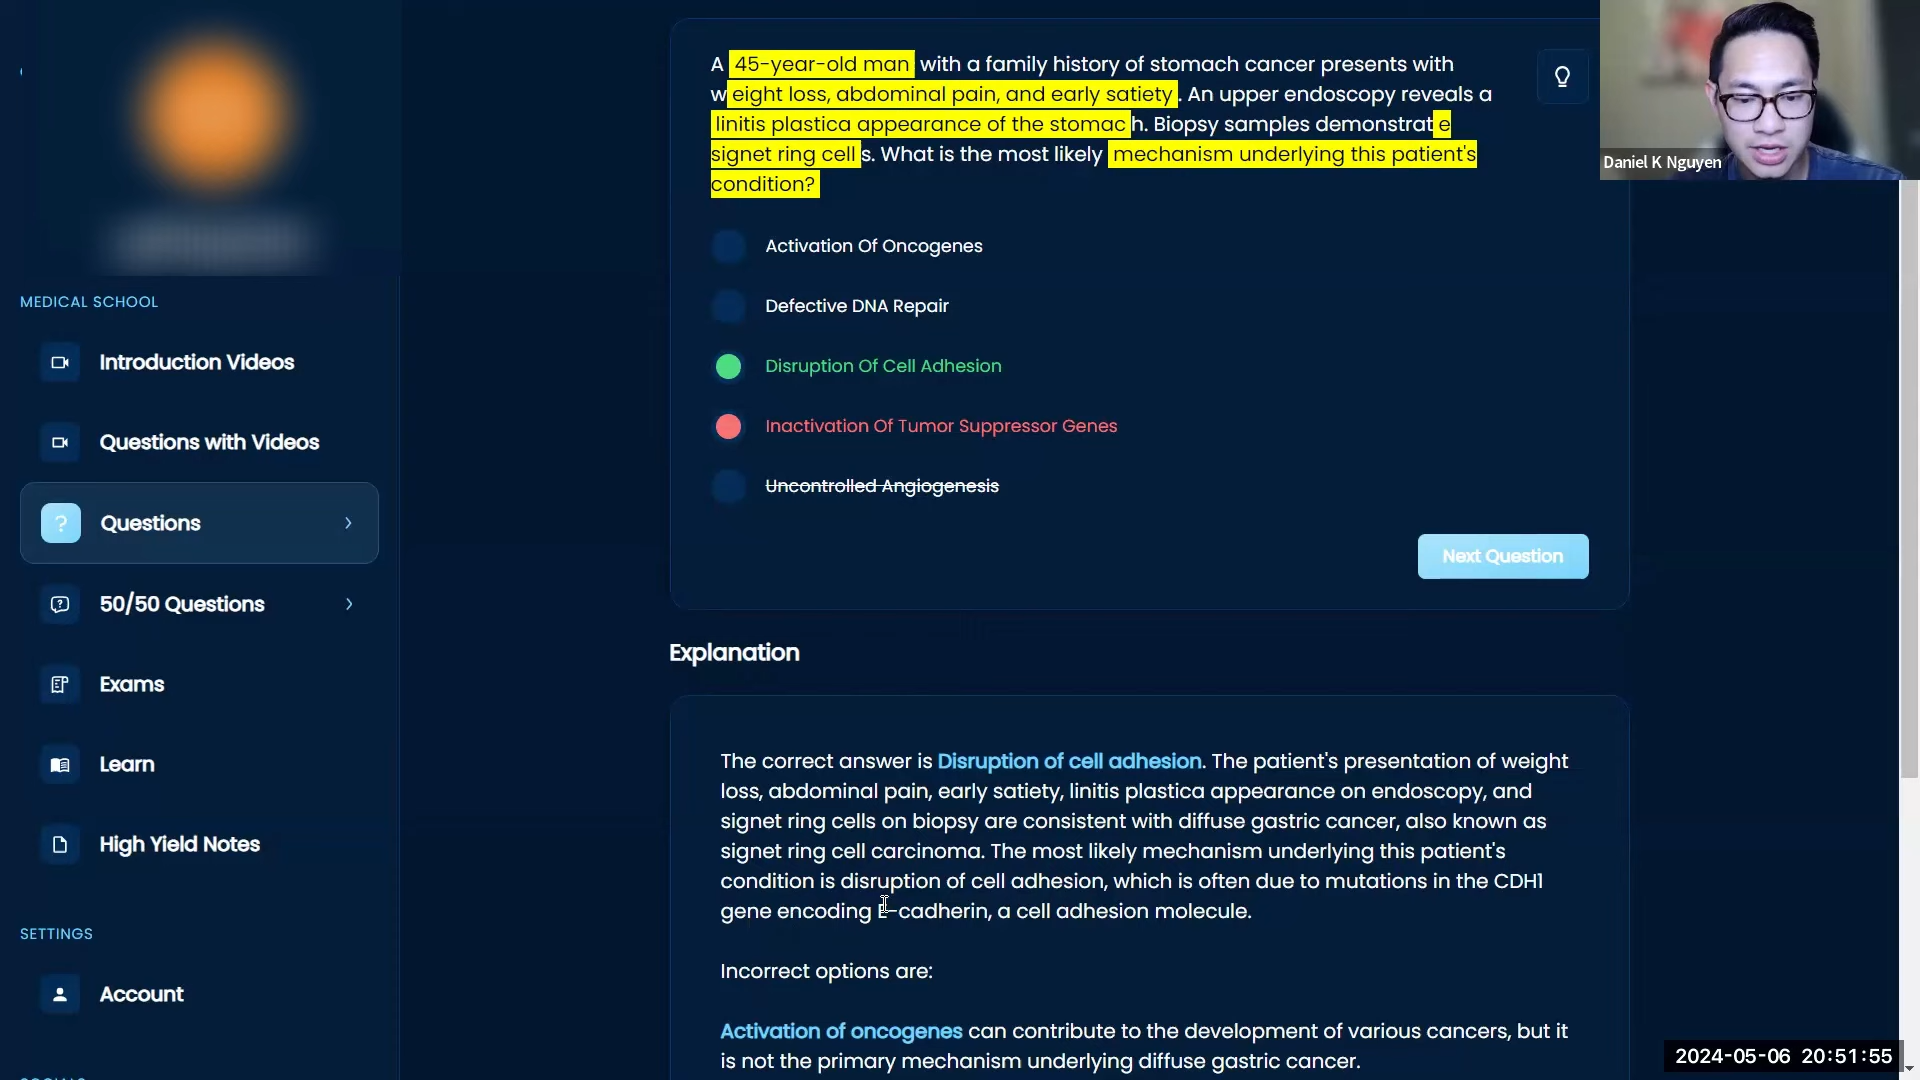 A 45-year-old man with a family history of stomach cancer presents with
weight loss, abdominal pain, and early satiety. An upper endoscopy reveals a
linitis plastica appearance of the stomach. Biopsy samples demonstrate
signet ring cells. What is the most likely mechanism underlying this patient's
condition?
Daniel K Nguyen
Activation Of Oncogenes
Defective DNA Repair
Disruption Of Cell Adhesion
Inactivation Of Tumor Suppressor Genes
Uncontrolled Angiogenesis
Next Question
MEDICAL SCHOOL
Introduction Videos
Questions with Videos
Questions
50/50 Questions
Exams
Learn
High Yield Notes
SETTINGS
Account
Explanation
The correct answer is Disruption of cell adhesion. The patient's presentation of weight
loss, abdominal pain, early satiety, linitis plastica appearance on endoscopy, and
signet ring cells on biopsy are consistent with diffuse gastric cancer, also known as
signet ring cell carcinoma. The most likely mechanism underlying this patient's
condition is disruption of cell adhesion, which is often due to mutations in the CDH1
gene encoding E-cadherin, a cell adhesion molecule.
Incorrect options are:
Activation of oncogenes can contribute to the development of various cancers, but it
is not the primary mechanism underlying diffuse gastric cancer.
2024-05-06 20:51:55